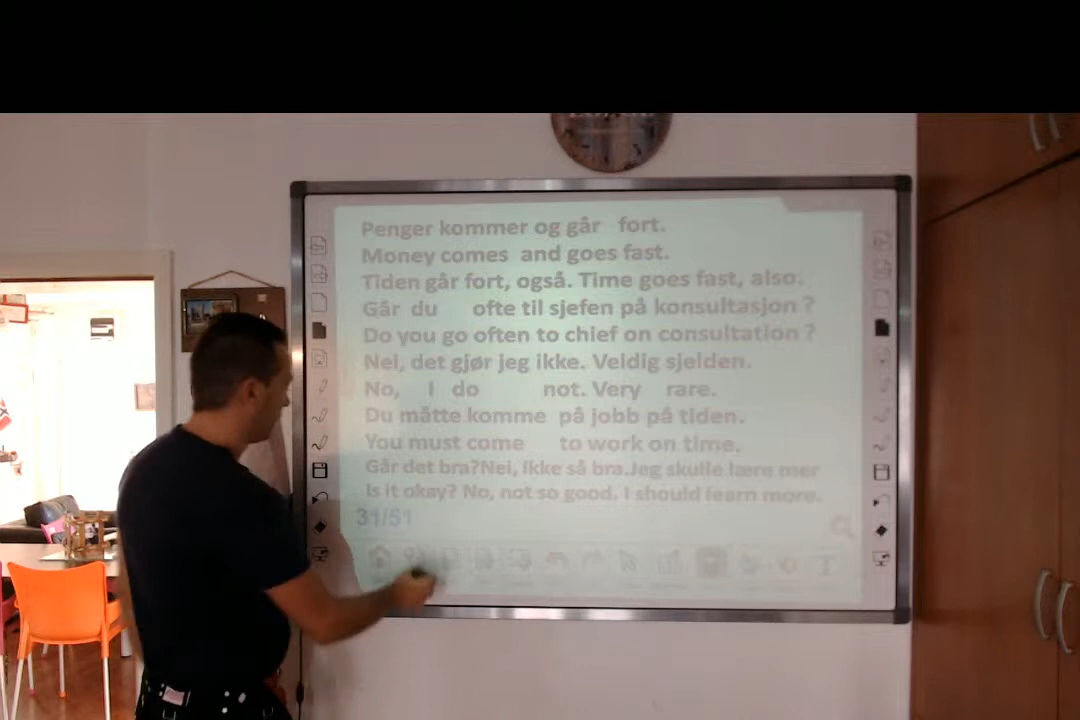 Penger kommer og går fort.
Money comes and goes fast.
Tiden går fort, også. Time goes fast, also.
Går du ofte til sjefen på konsultasjon ?
Do you go often to chief on consultation ?
Nei, det gjør jeg ikke. Veldig sjelden.
No, I do not. Very rare.
Du måtte komme på jobb på tiden.
You must come to work on time.
Går det bra?Nei, ikke så bra.Jeg skulle lære mer
Is it okay? No, not so good. I should learn more.
31/51